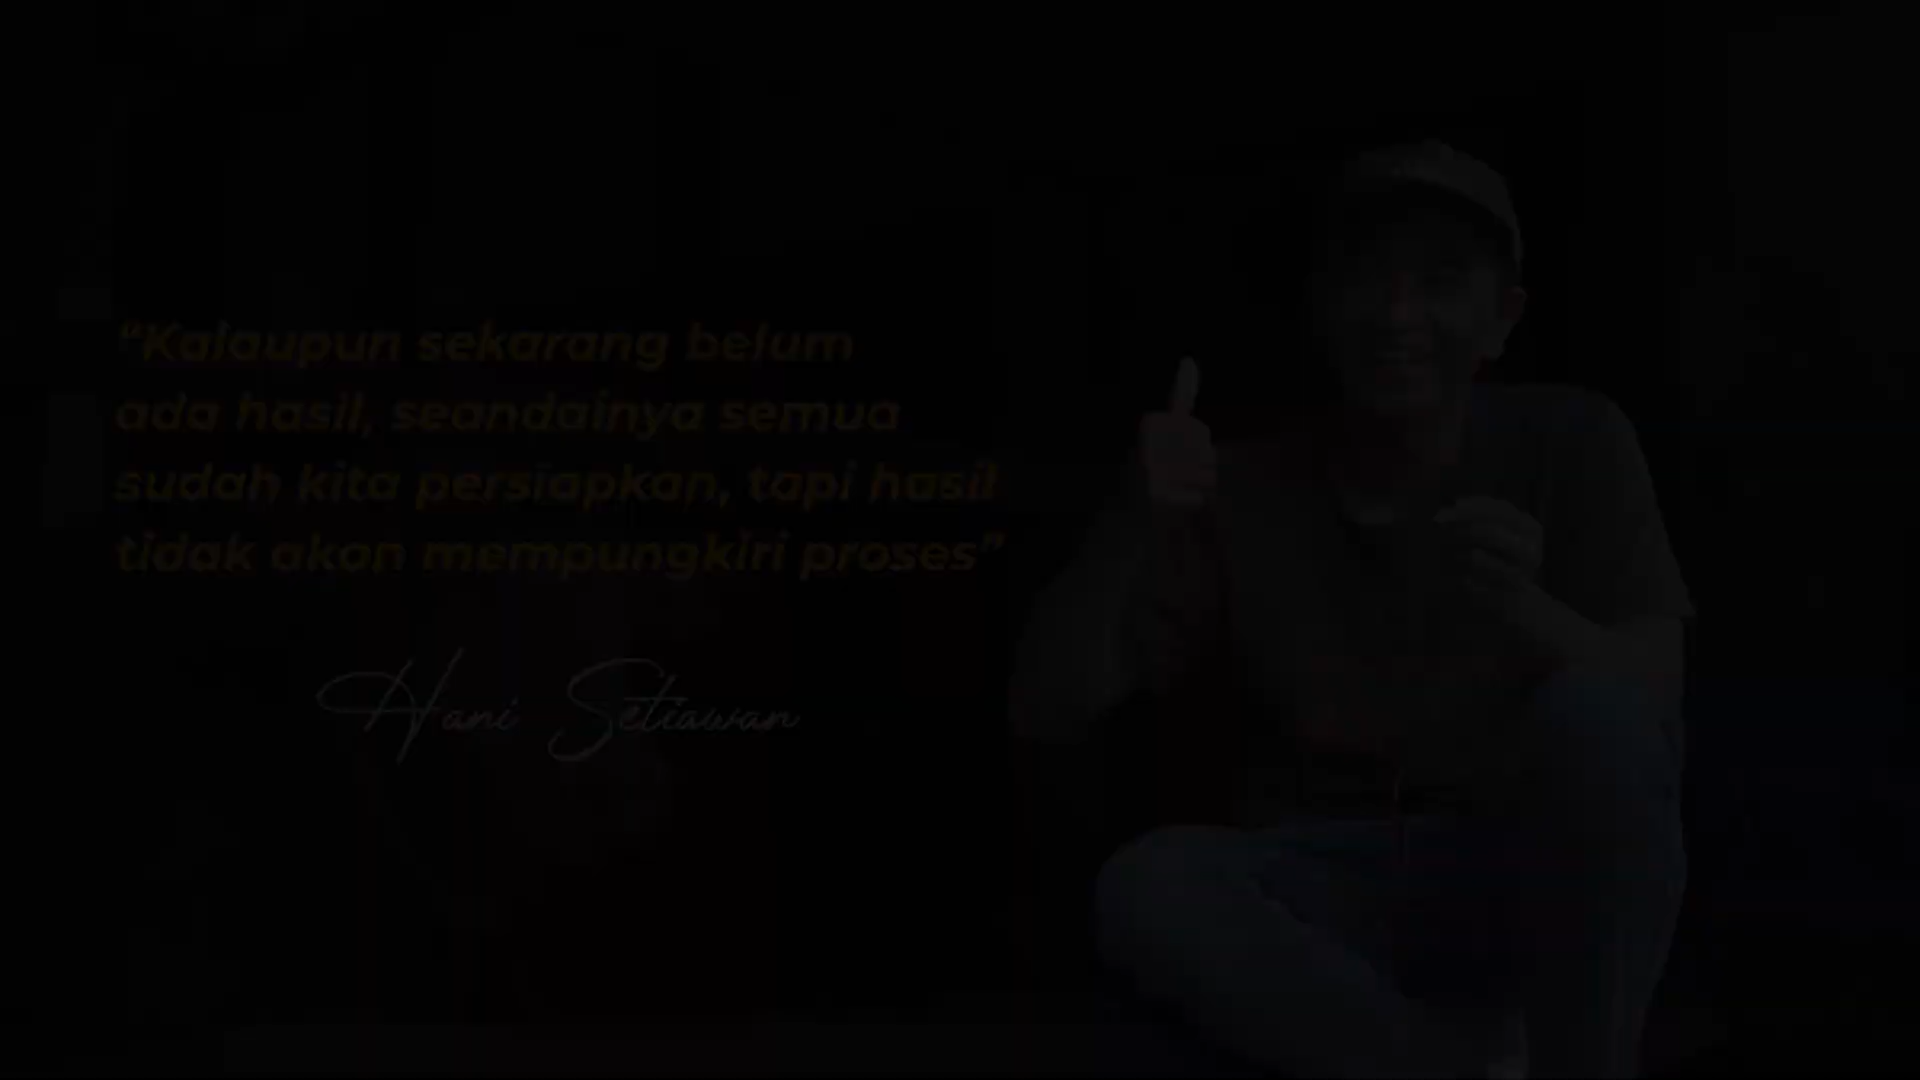 “Kalaupun sekarang belum
ada hasil, seandainya semua
sudah kita persiapkan, tapi hasil
tidak akan mempungkiri proses”
Hani Setiawan